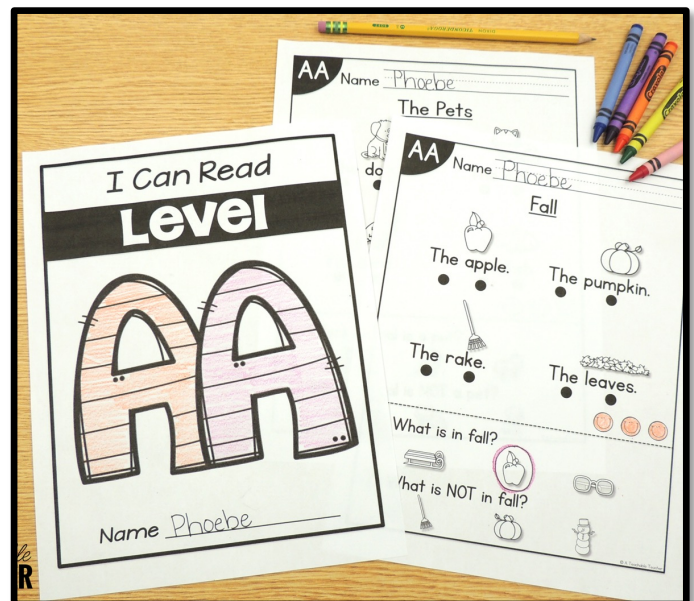 I Can Read
Level
AA
Name Phoebe
AA Name Phoebe
The Pets
AA Name Phoebe
Fall
The apple.
The pumpkin.
The rake.
The leaves.
What is in fall?
What is NOT in fall?